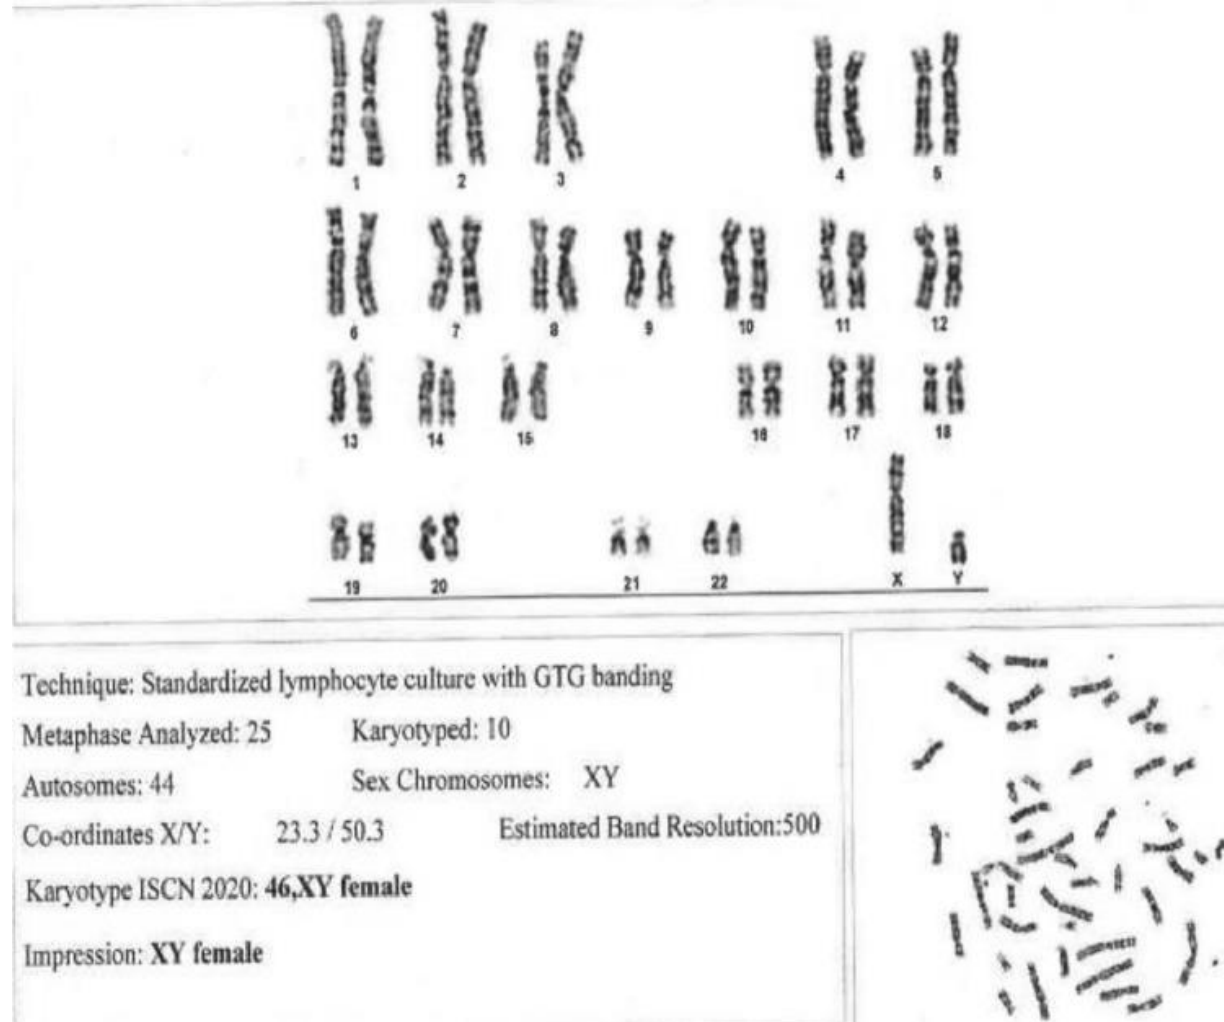 1 2 3 4 5
6 7 8 9 10 11 12
13 14 15 16 17 18
19 20 21 22 X Y
Technique: Standardized lymphocyte culture with GTG banding
Metaphase Analyzed: 25 Karyotyped: 10
Autosomes: 44 Sex Chromosomes: XY
Co-ordinates X/Y: 23.3 / 50.3 Estimated Band Resolution:500
Karyotype ISCN 2020: 46,XY female
Impression: XY female